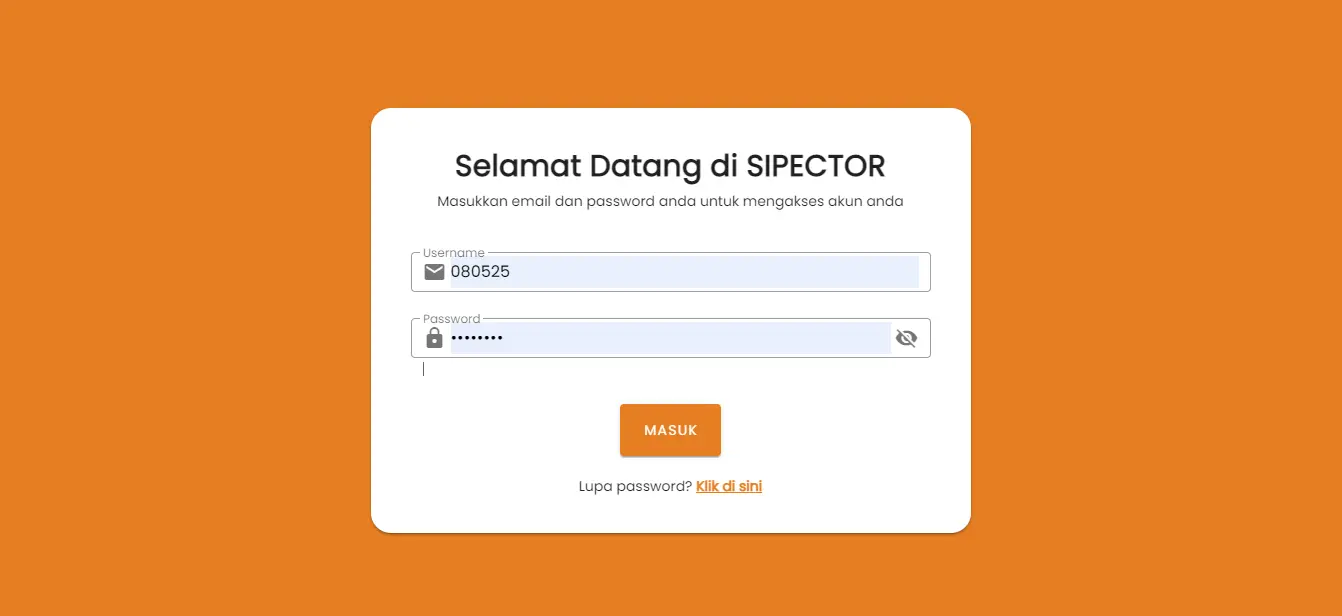 Selamat Datang di SIPECTOR
Masukkan email dan password anda untuk mengakses akun anda
Username
080525
Password
••••••••
MASUK
Lupa password? Klik di sini